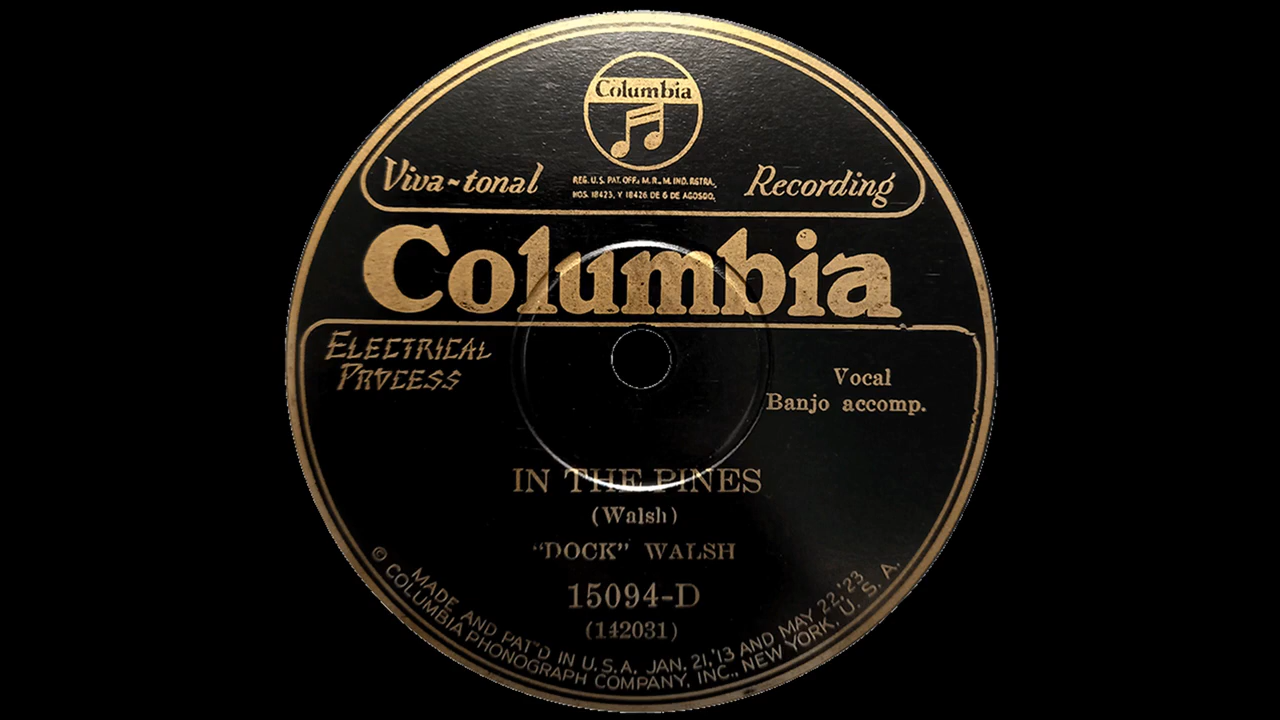 Columbia
Viva-tonal Recording
REG. U.S. PAT. OFF. M. R., M. IND. RGTRA.
NOS. 18423, Y 18426 DE 6 DE AGOSDO.
Columbia
ELECTRICAL
PROCESS
Vocal
Banjo accomp.
IN THE PINES
(Walsh)
"DOCK" WALSH
15094-D
(142031)
MADE AND PAT'D IN U.S.A. JAN. 21, '13 AND MAY 22, '23
© COLUMBIA PHONOGRAPH COMPANY, INC., NEW YORK, U. S. A.